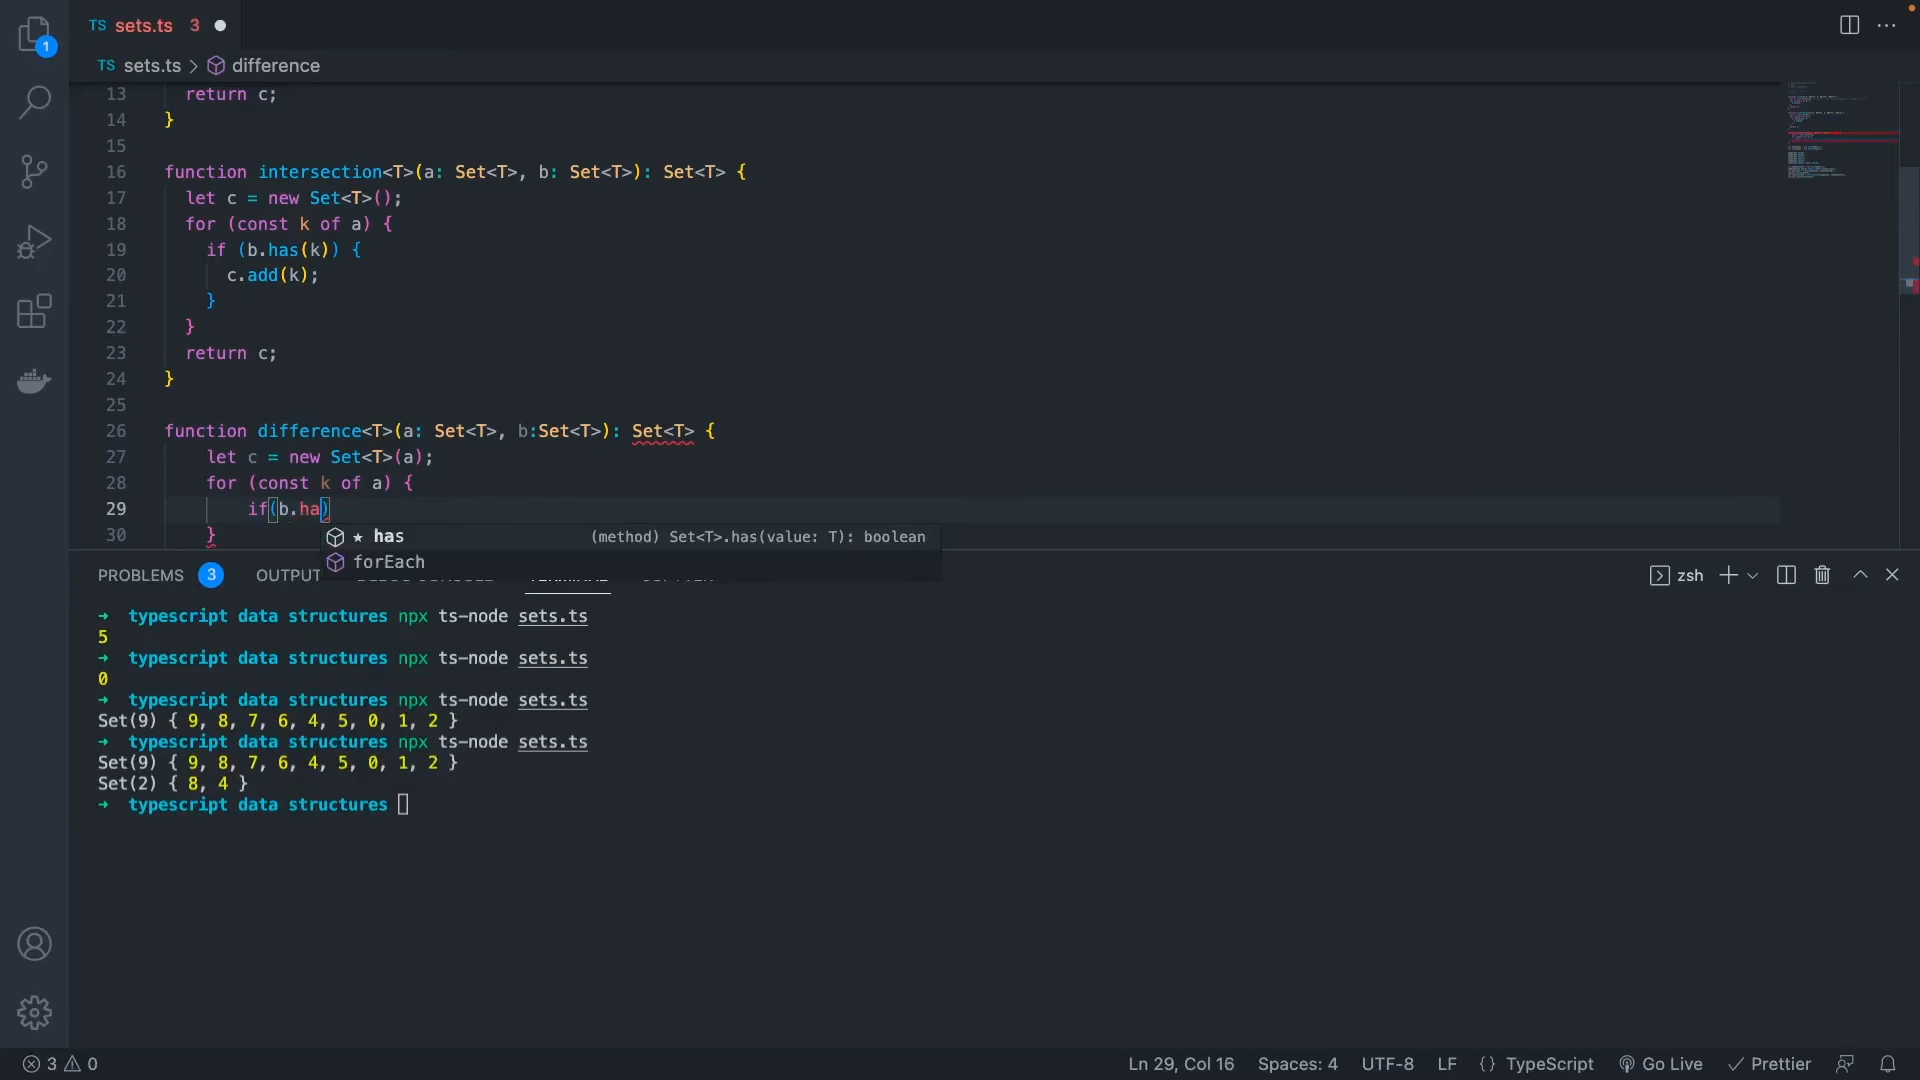 1
TS sets.ts 3
TS sets.ts > difference
13 return c;
14 }
15
16 function intersection<T>(a: Set<T>, b: Set<T>): Set<T> {
17 let c = new Set<T>();
18 for (const k of a) {
19 if (b.has(k)) {
20 c.add(k);
21 }
22 }
23 return c;
24 }
25
26 function difference<T>(a: Set<T>, b:Set<T>): Set<T> {
27 let c = new Set<T>(a);
28 for (const k of a) {
29 if(b.ha)
30 }
has (method) Set<T>.has(value: T): boolean
forEach
PROBLEMS 3 OUTPUT zsh
→ typescript data structures npx ts-node sets.ts
5
→ typescript data structures npx ts-node sets.ts
0
→ typescript data structures npx ts-node sets.ts
Set(9) { 9, 8, 7, 6, 4, 5, 0, 1, 2 }
→ typescript data structures npx ts-node sets.ts
Set(9) { 9, 8, 7, 6, 4, 5, 0, 1, 2 }
Set(2) { 8, 4 }
→ typescript data structures
3 0 Ln 29, Col 16 Spaces: 4 UTF-8 LF {} TypeScript Go Live Prettier